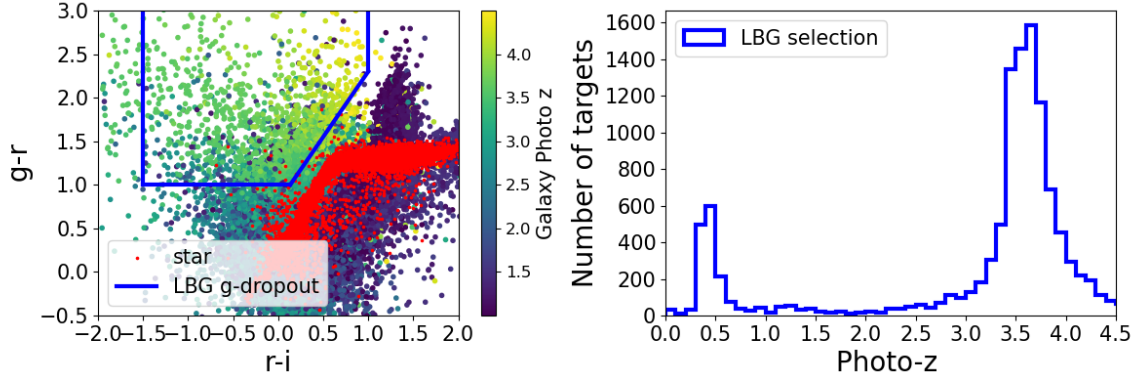 3.0
2.5
2.0
1.5
1.0
0.5
0.0
−0.5
g-r
star
LBG g-dropout
−2.0 −1.5 −1.0 −0.5 0.0 0.5 1.0 1.5 2.0
r-i
4.0
3.5
3.0
2.5
2.0
1.5
Galaxy Photo z
1600
1400
1200
1000
800
600
400
200
0
Number of targets
LBG selection
0.0 0.5 1.0 1.5 2.0 2.5 3.0 3.5 4.0 4.5
Photo-z